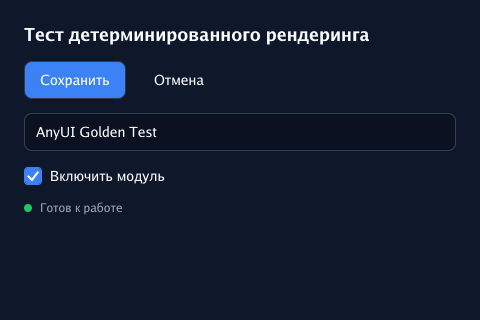 Тест детерминированного рендеринга
Сохранить Отмена
AnyUI Golden Test
Включить модуль
Готов к работе